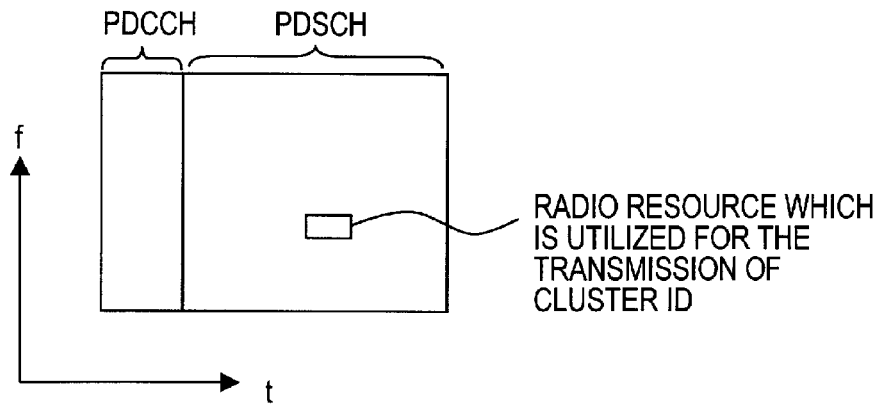 PDCCH PDSCH
f
RADIO RESOURCE WHICH
IS UTILIZED FOR THE
TRANSMISSION OF
CLUSTER ID
t